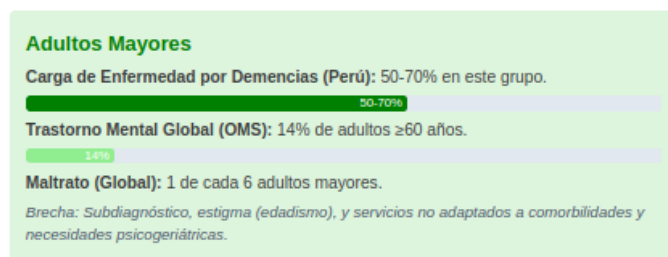 Adultos Mayores
Carga de Enfermedad por Demencias (Perú): 50-70% en este grupo.
50-70%
Trastorno Mental Global (OMS): 14% de adultos ≥60 años.
14%
Maltrato (Global): 1 de cada 6 adultos mayores.
Brecha: Subdiagnóstico, estigma (edadismo), y servicios no adaptados a comorbilidades y
necesidades psicogeriátricas.